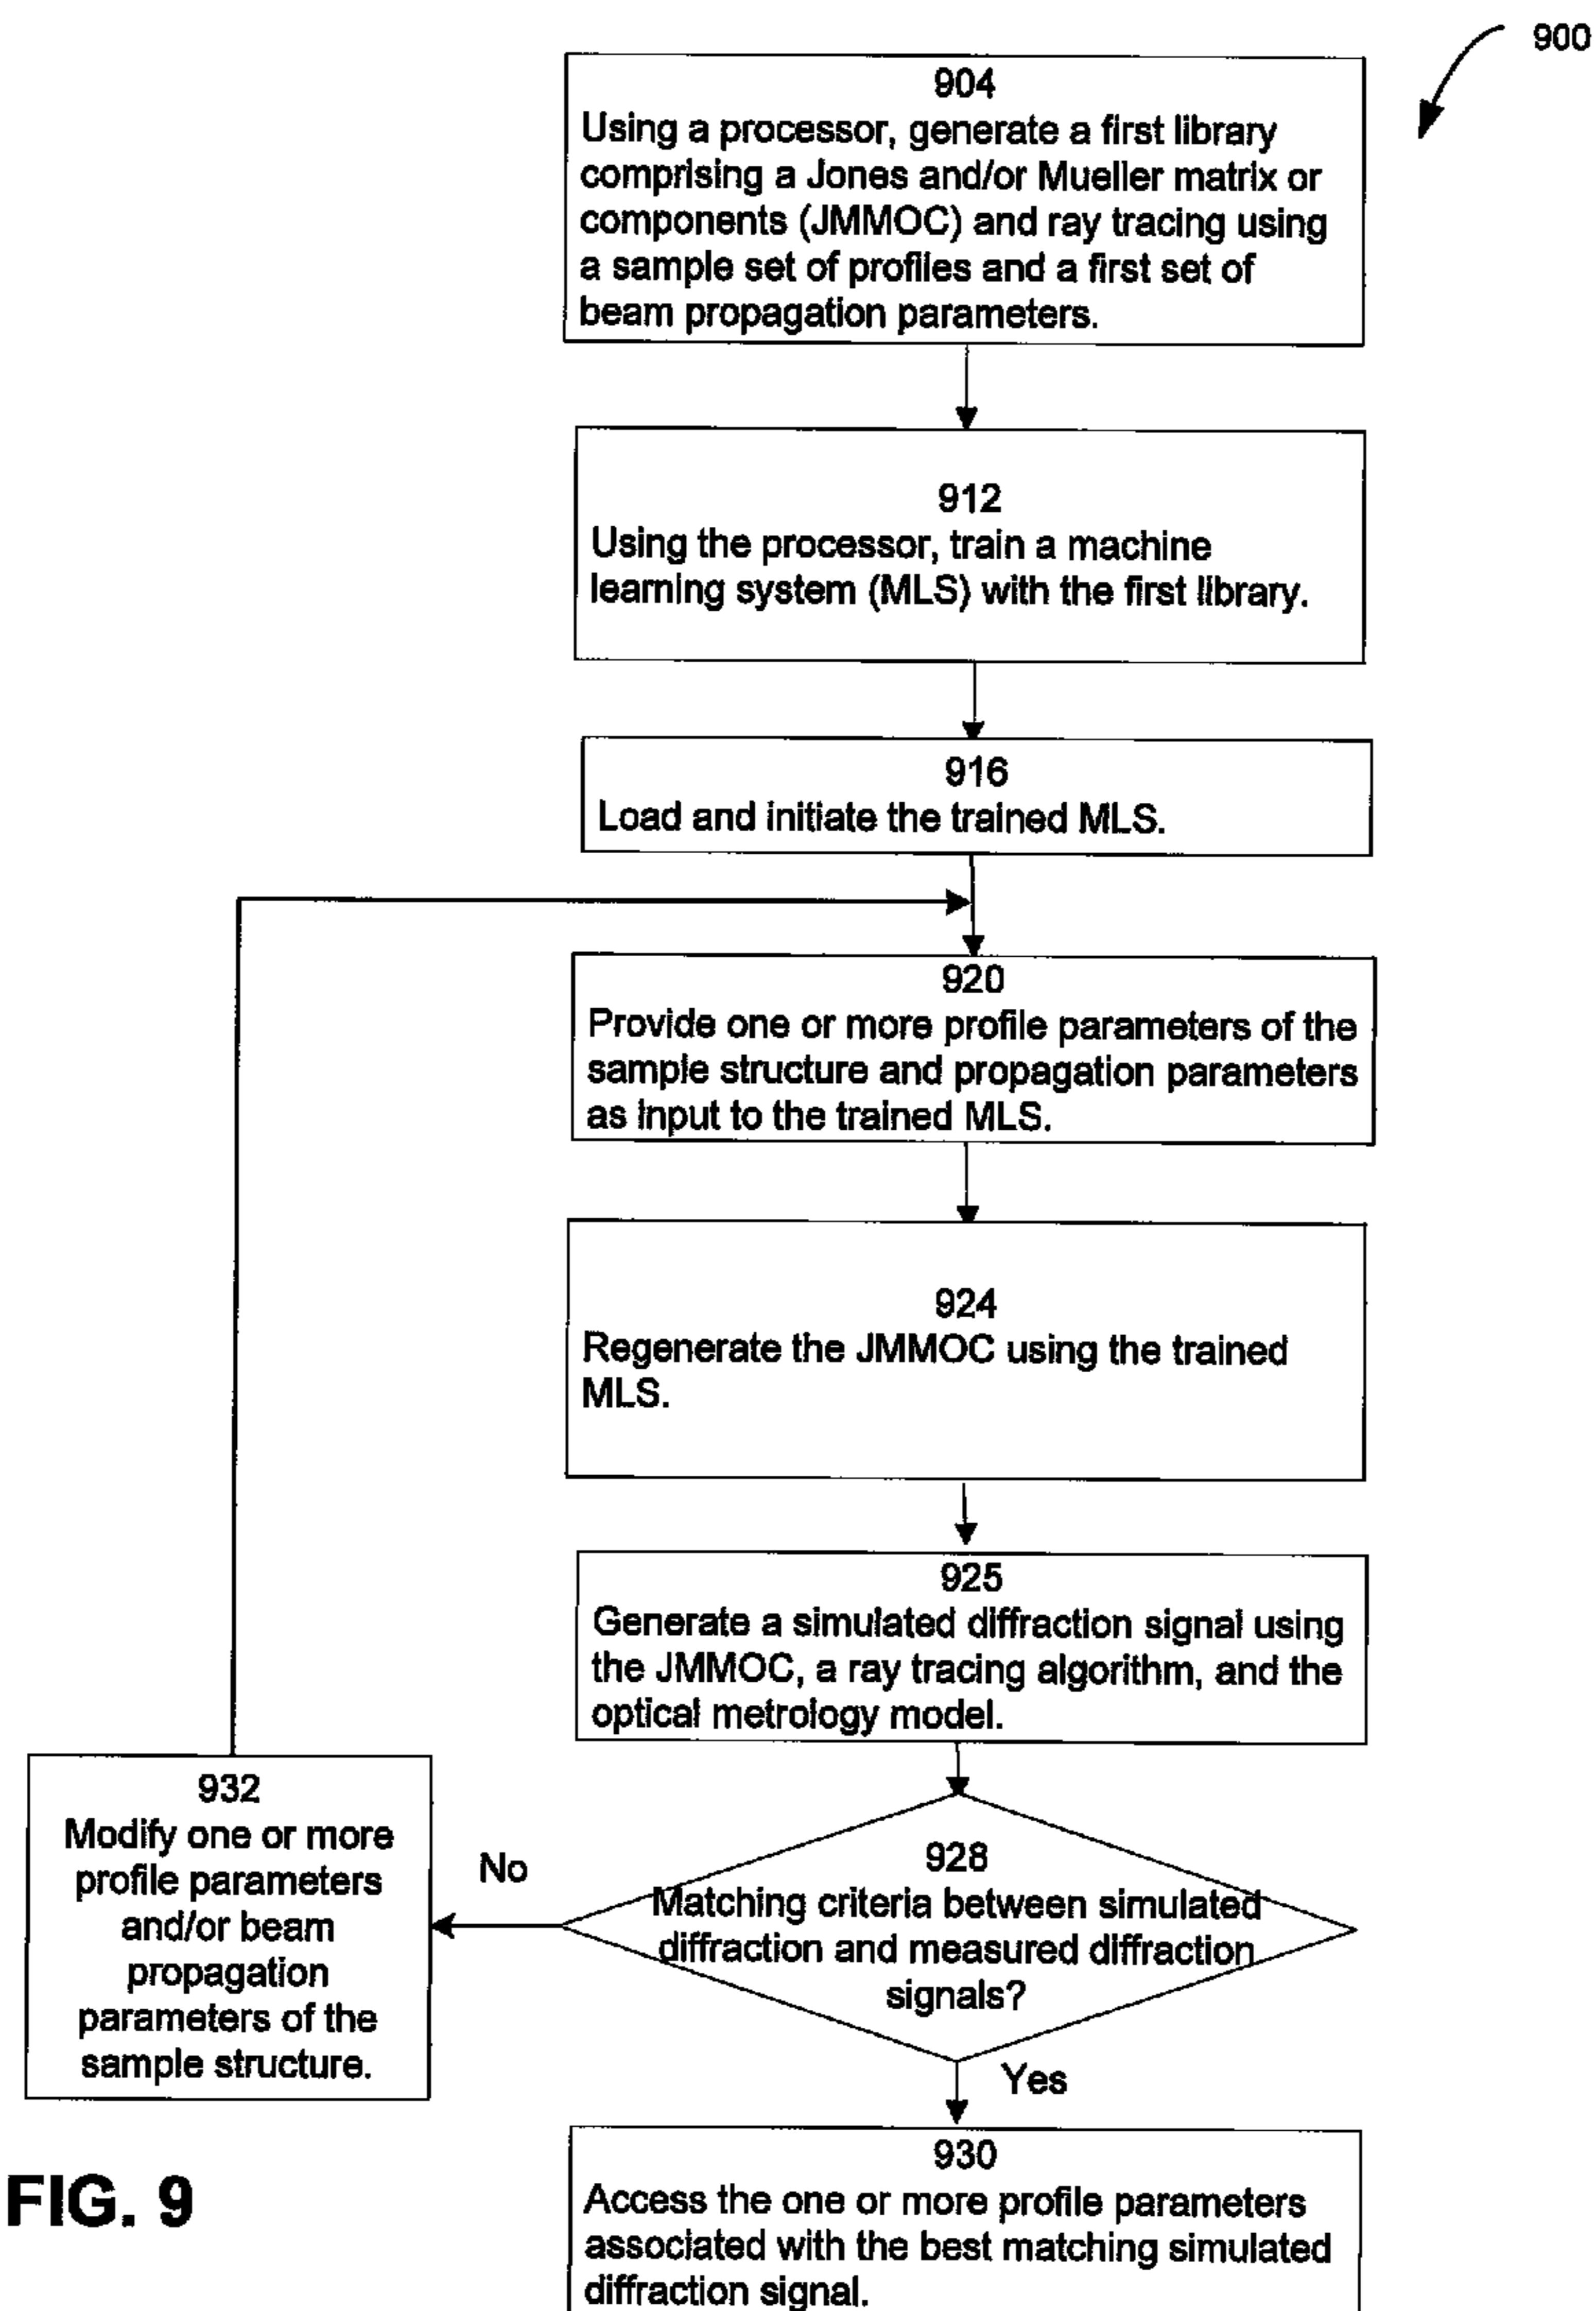 900
904
Using a processor, generate a first library
comprising a Jones and/or Mueller matrix or
components (JMMOC) and ray tracing using
a sample set of profiles and a first set of
beam propagation parameters.
912
Using the processor, train a machine
learning system (MLS) with the first library.
916
Load and initiate the trained MLS.
920
Provide one or more profile parameters of the
sample structure and propagation parameters
as input to the trained MLS.
924
Regenerate the JMMOC using the trained
MLS.
925
Generate a simulated diffraction signal using
the JMMOC, a ray tracing algorithm, and the
optical metrology model.
928
Matching criteria between simulated
diffraction and measured diffraction
signals?
No
932
Modify one or more
profile parameters
and/or beam
propagation
parameters of the
sample structure.
Yes
930
Access the one or more profile parameters
associated with the best matching simulated
diffraction signal.
FIG. 9